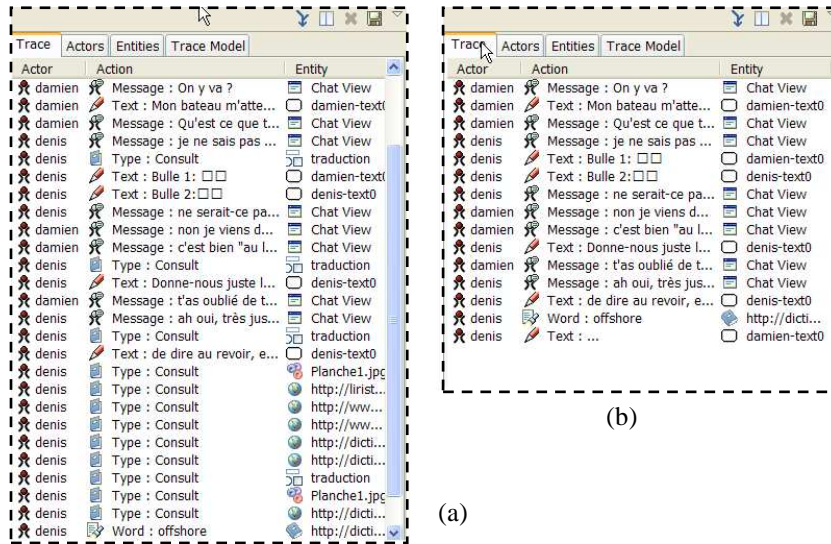 Trace Actors Entities Trace Model
Actor Action Entity
damien Message : On y va ? Chat View
damien Text : Mon bateau m'atte... damien-text0
damien Message : Qu'est ce que t... Chat View
denis Message : je ne sais pas ... Chat View
denis Type : Consult traduction
denis Text : Bulle 1: □□ damien-text0
denis Text : Bulle 2:□□ denis-text0
denis Message : ne serait-ce pa... Chat View
damien Message : non je viens d... Chat View
damien Message : c'est bien "au l... Chat View
denis Type : Consult traduction
denis Text : Donne-nous juste l... denis-text0
damien Message : t'as oublié de t... Chat View
denis Message : ah oui, très jus... Chat View
denis Type : Consult traduction
denis Text : de dire au revoir, e... denis-text0
denis Type : Consult Planche1.jpg
denis Type : Consult http://lirist...
denis Type : Consult http://ww...
denis Type : Consult http://ww...
denis Type : Consult http://dicti...
denis Type : Consult traduction
denis Type : Consult Planche1.jpg
denis Type : Consult http://dicti...
denis Word : offshore http://dicti...
(a)
Trace Actors Entities Trace Model
Actor Action Entity
damien Message : On y va ? Chat View
damien Text : Mon bateau m'atte... damien-text0
damien Message : Qu'est ce que t... Chat View
denis Message : je ne sais pas ... Chat View
denis Text : Bulle 1: □□ damien-text0
denis Text : Bulle 2:□□ denis-text0
denis Message : ne serait-ce pa... Chat View
damien Message : non je viens d... Chat View
damien Message : c'est bien "au l... Chat View
denis Text : Donne-nous juste l... denis-text0
damien Message : t'as oublié de t... Chat View
denis Message : ah oui, très jus... Chat View
denis Text : de dire au revoir, e... denis-text0
denis Word : offshore http://dicti...
denis Text : ... damien-text0
(b)